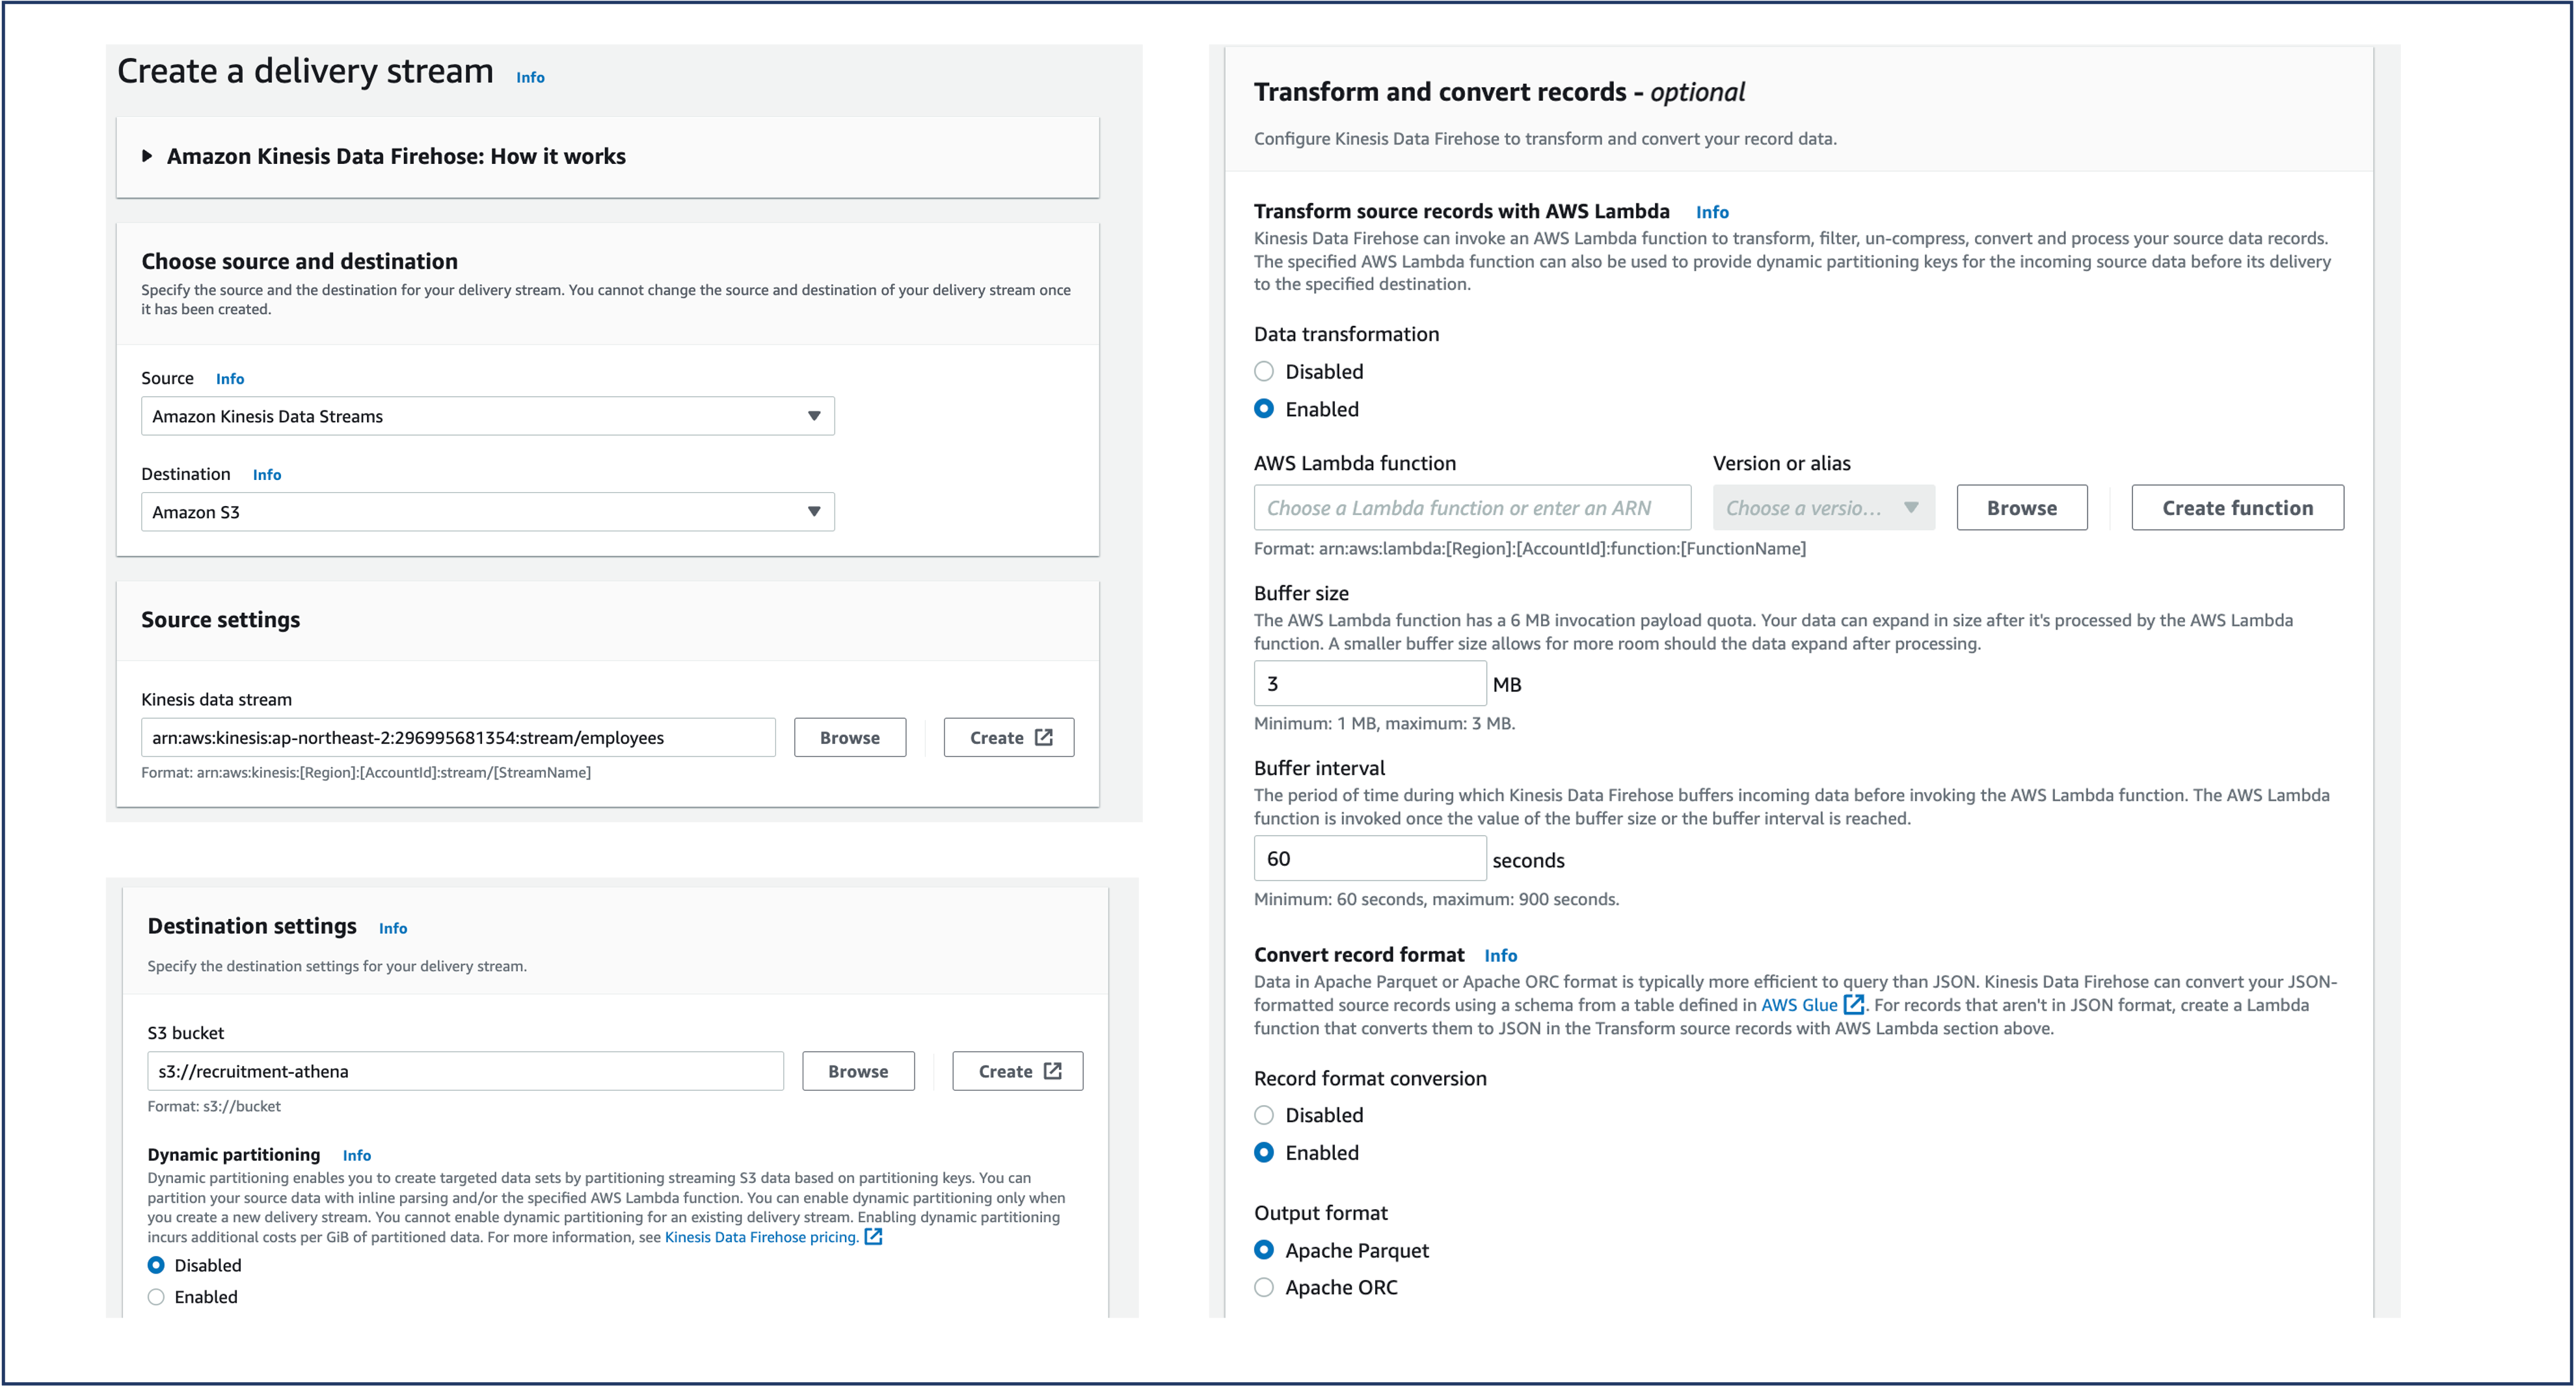 Create a delivery stream Info
Amazon Kinesis Data Firehose: How it works
Choose source and destination
Specify the source and the destination for your delivery stream. You cannot change the source and destination of your delivery stream once
it has been created.
Source Info
Amazon Kinesis Data Streams
Destination Info
Amazon S3
Source settings
Kinesis data stream
arn:aws:kinesis:ap-northeast-2:296995681354:stream/employees Browse Create
Format: arn:aws:kinesis:[Region]:[AccountId]:stream/[StreamName]
Destination settings Info
Specify the destination settings for your delivery stream.
S3 bucket
s3://recruitment-athena Browse Create
Format: s3://bucket
Dynamic partitioning Info
Dynamic partitioning enables you to create targeted data sets by partitioning streaming S3 data based on partitioning keys. You can
partition your source data with inline parsing and/or the specified AWS Lambda function. You can enable dynamic partitioning only when
you create a new delivery stream. You cannot enable dynamic partitioning for an existing delivery stream. Enabling dynamic partitioning
incurs additional costs per GiB of partitioned data. For more information, see Kinesis Data Firehose pricing.
Disabled
Enabled
Transform and convert records - optional
Configure Kinesis Data Firehose to transform and convert your record data.
Transform source records with AWS Lambda Info
Kinesis Data Firehose can invoke an AWS Lambda function to transform, filter, un-compress, convert and process your source data records.
The specified AWS Lambda function can also be used to provide dynamic partitioning keys for the incoming source data before its delivery
to the specified destination.
Data transformation
Disabled
Enabled
AWS Lambda function Version or alias
Choose a Lambda function or enter an ARN Choose a versio... Browse Create function
Format: arn:aws:lambda:[Region]:[AccountId]:function:[FunctionName]
Buffer size
The AWS Lambda function has a 6 MB invocation payload quota. Your data can expand in size after it's processed by the AWS Lambda
function. A smaller buffer size allows for more room should the data expand after processing.
3 MB
Minimum: 1 MB, maximum: 3 MB.
Buffer interval
The period of time during which Kinesis Data Firehose buffers incoming data before invoking the AWS Lambda function. The AWS Lambda
function is invoked once the value of the buffer size or the buffer interval is reached.
60 seconds
Minimum: 60 seconds, maximum: 900 seconds.
Convert record format Info
Data in Apache Parquet or Apache ORC format is typically more efficient to query than JSON. Kinesis Data Firehose can convert your JSON-
formatted source records using a schema from a table defined in AWS Glue. For records that aren't in JSON format, create a Lambda
function that converts them to JSON in the Transform source records with AWS Lambda section above.
Record format conversion
Disabled
Enabled
Output format
Apache Parquet
Apache ORC